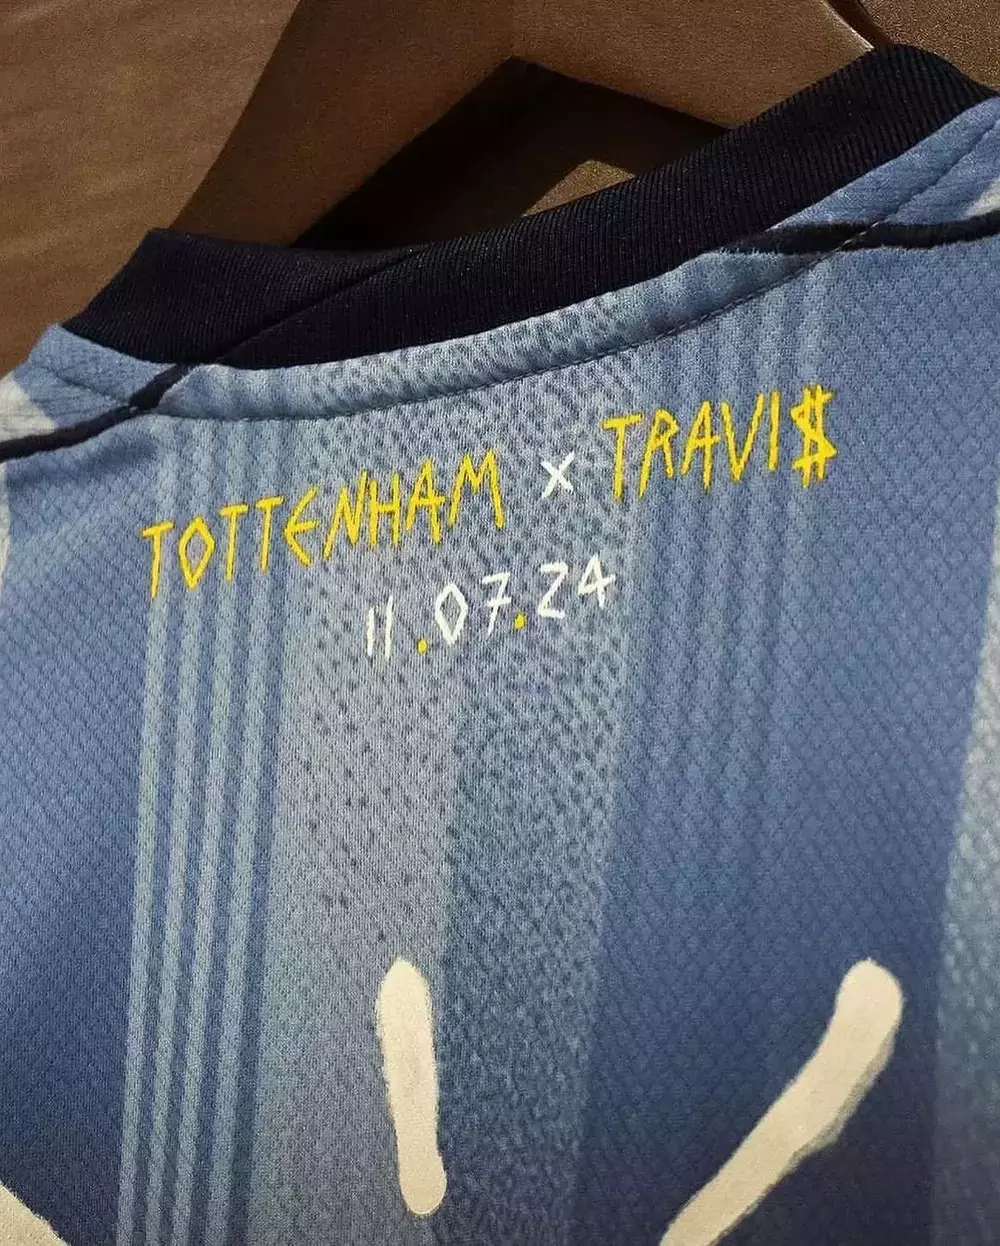 TOTTENHAM x TRAVI$
11.07.24